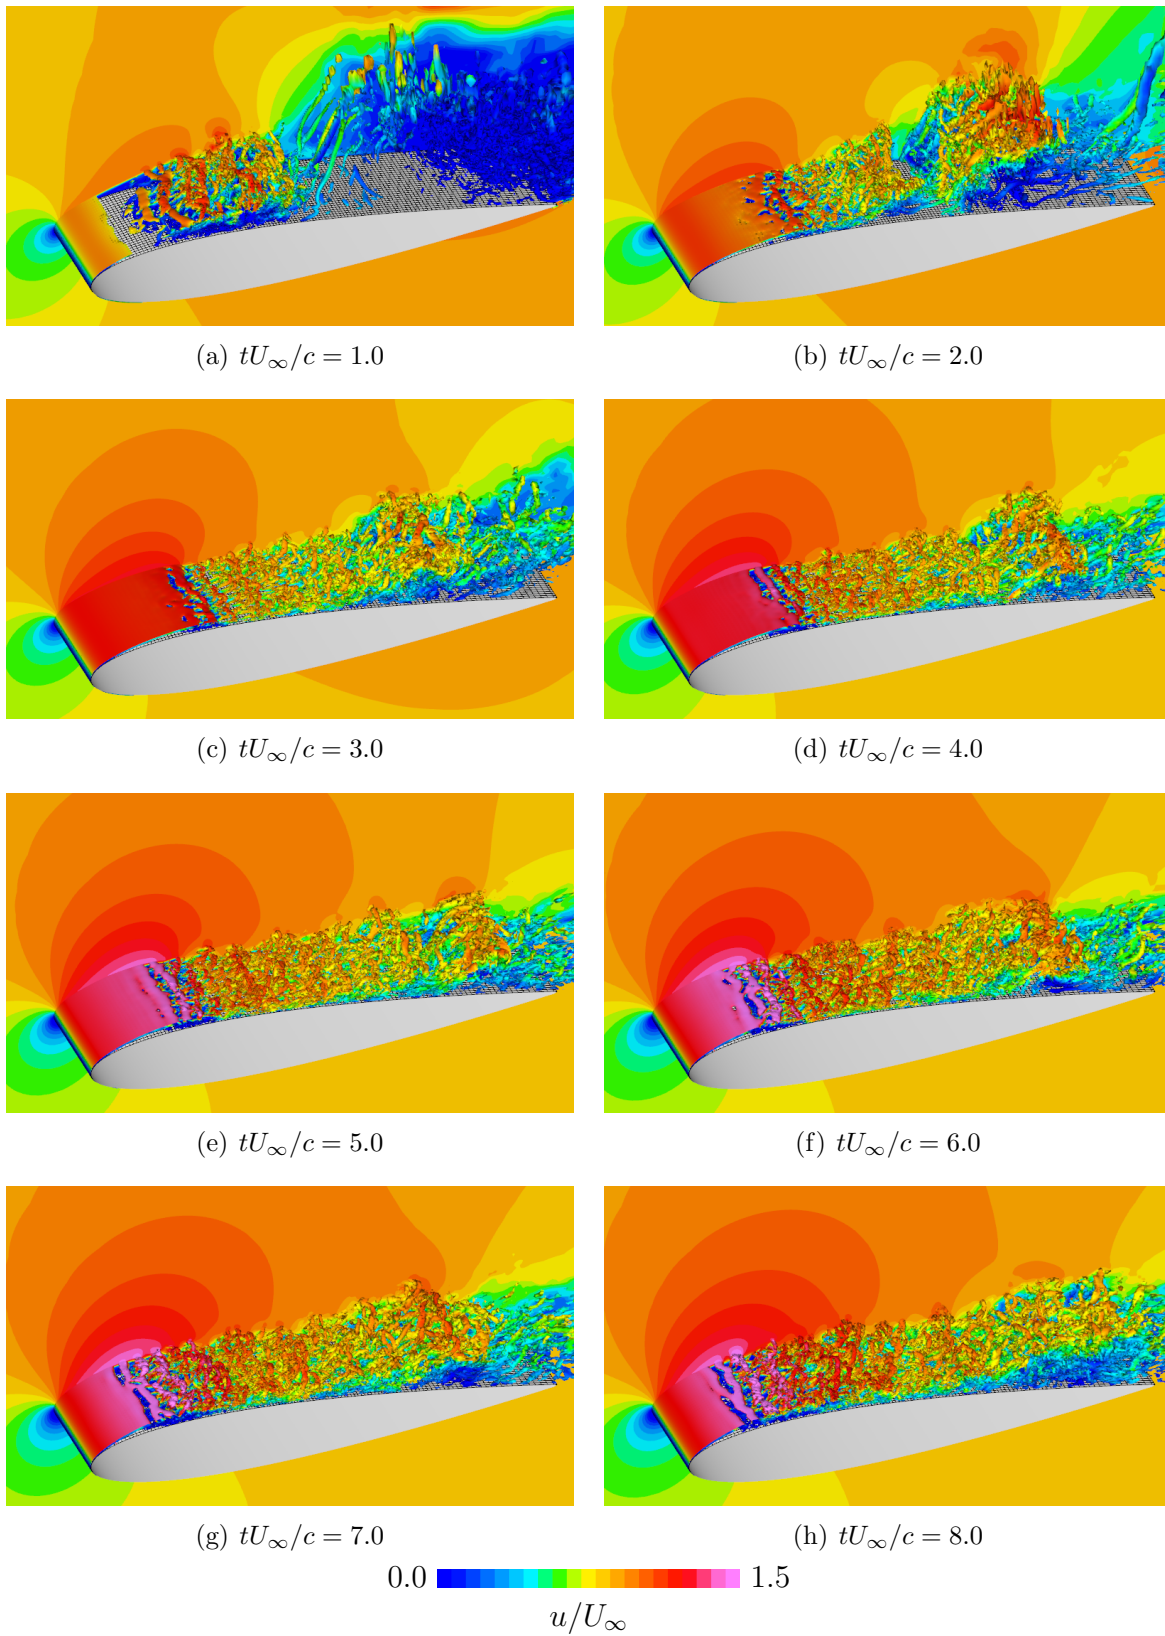 (a) tU∞/c = 1.0
(b) tU∞/c = 2.0
(c) tU∞/c = 3.0
(d) tU∞/c = 4.0
(e) tU∞/c = 5.0
(f) tU∞/c = 6.0
(g) tU∞/c = 7.0
(h) tU∞/c = 8.0
0.0 1.5
u/U∞